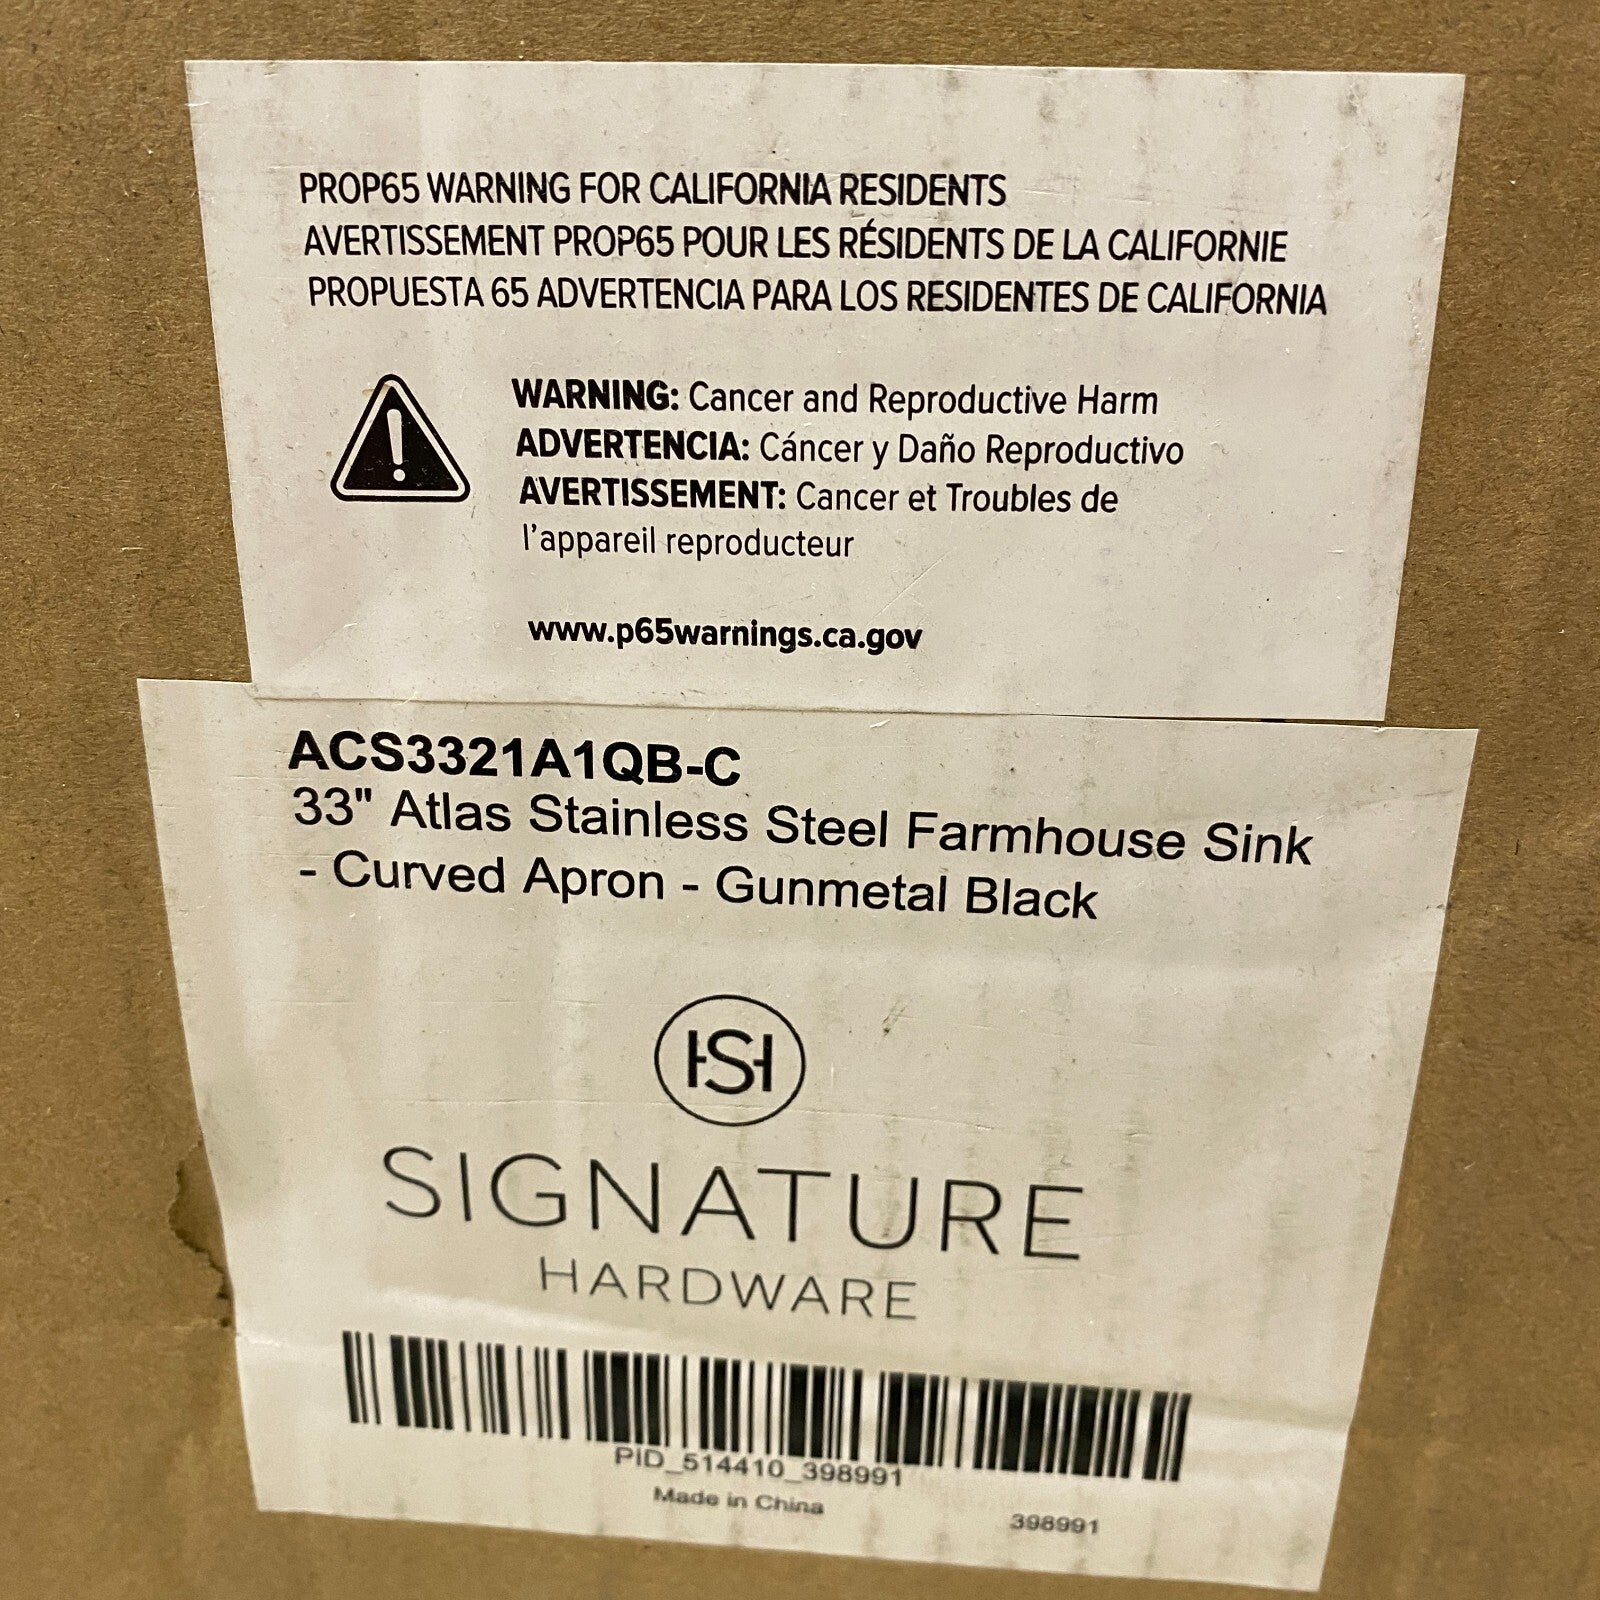 PROP65 WARNING FOR CALIFORNIA RESIDENTS
AVERTISSEMENT PROP65 POUR LES RÉSIDENTS DE LA CALIFORNIE
PROPUESTA 65 ADVERTENCIA PARA LOS RESIDENTES DE CALIFORNIA
WARNING: Cancer and Reproductive Harm
ADVERTENCIA: Cáncer y Daño Reproductivo
AVERTISSEMENT: Cancer et Troubles de
l'appareil reproducteur
www.p65warnings.ca.gov
ACS3321A1QB-C
33" Atlas Stainless Steel Farmhouse Sink
- Curved Apron - Gunmetal Black
HSH
SIGNATURE
HARDWARE
PID_514410_398991
Made in China
398991